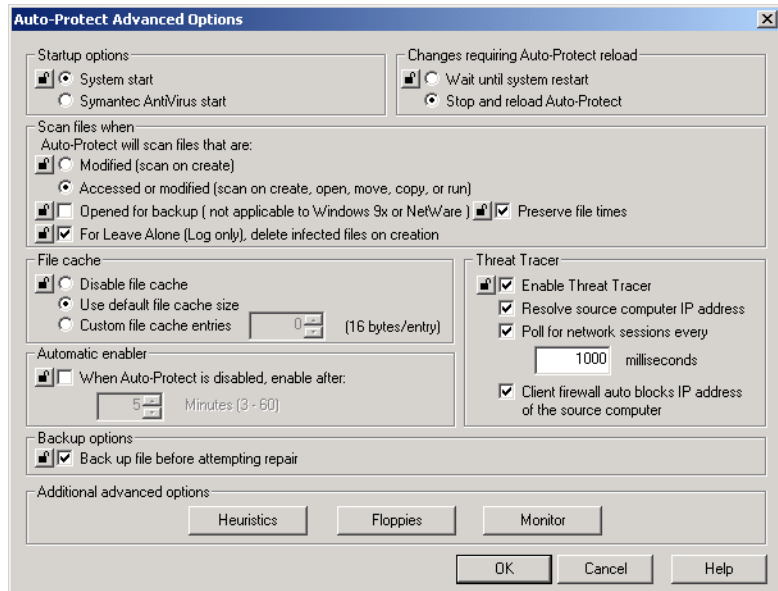 Auto-Protect Advanced Options
Startup options
System start
Symantec AntiVirus start
Changes requiring Auto-Protect reload
Wait until system restart
Stop and reload Auto-Protect
Scan files when
Auto-Protect will scan files that are:
Modified (scan on create)
Accessed or modified (scan on create, open, move, copy, or run)
Opened for backup ( not applicable to Windows 9x or NetWare )
Preserve file times
For Leave Alone (Log only), delete infected files on creation
File cache
Disable file cache
Use default file cache size
Custom file cache entries 0 (16 bytes/entry)
Automatic enabler
When Auto-Protect is disabled, enable after:
5 Minutes (3 - 60)
Threat Tracer
Enable Threat Tracer
Resolve source computer IP address
Poll for network sessions every
1000 milliseconds
Client firewall auto blocks IP address
of the source computer
Backup options
Back up file before attempting repair
Additional advanced options
Heuristics
Floppies
Monitor
OK
Cancel
Help